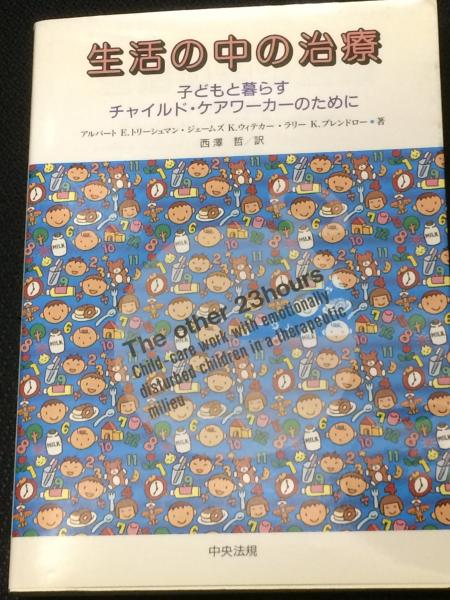 生活の中の治療
子どもと暮らす
チャイルド・ケアワーカーのために
アルバート E.トリーシュマン・ジェームズ K.ウィテカー・ラリー K.ブレンドロー・著
西澤 哲／訳
The other 23hours
Child-care work with emotionally
disturbed children in a therapeutic
milieu
中央法規